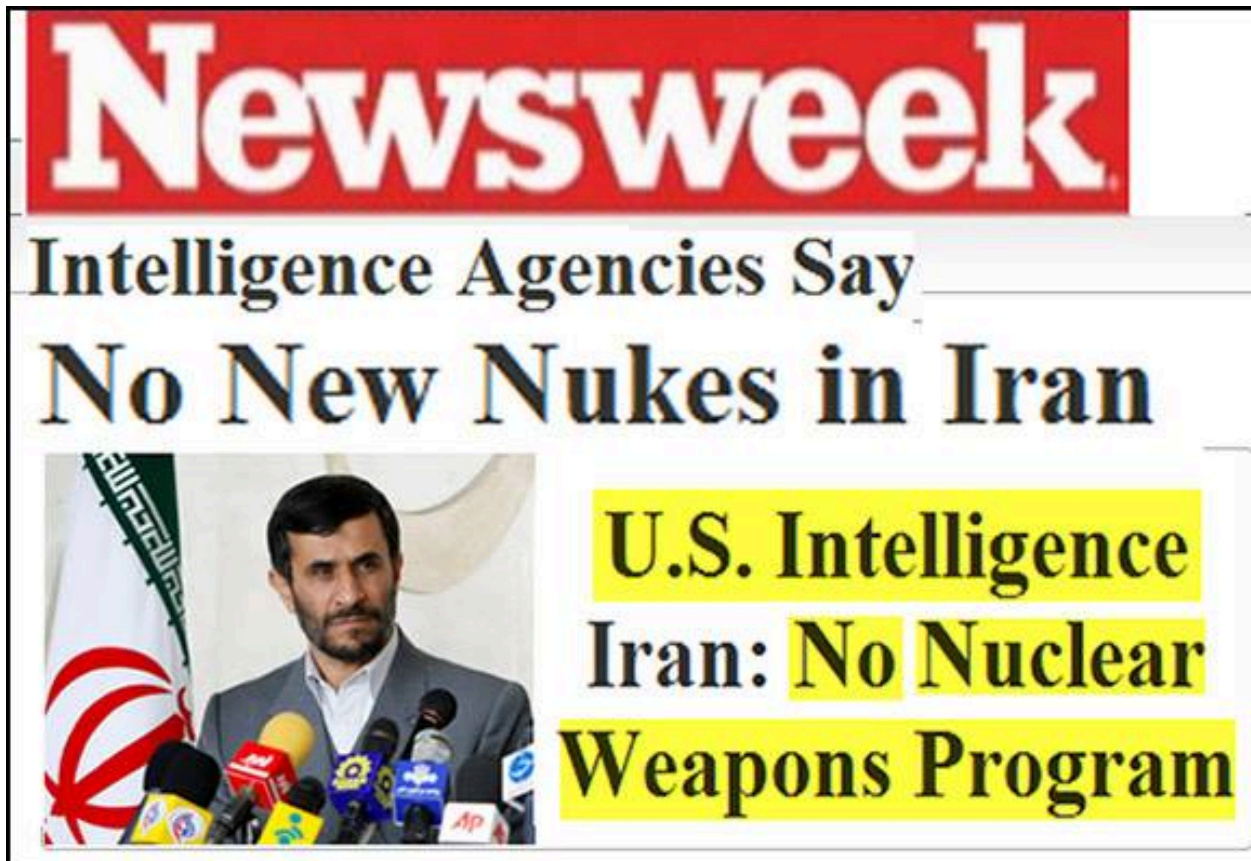 Newsweek
Intelligence Agencies Say
No New Nukes in Iran
U.S. Intelligence
Iran: No Nuclear
Weapons Program
AP